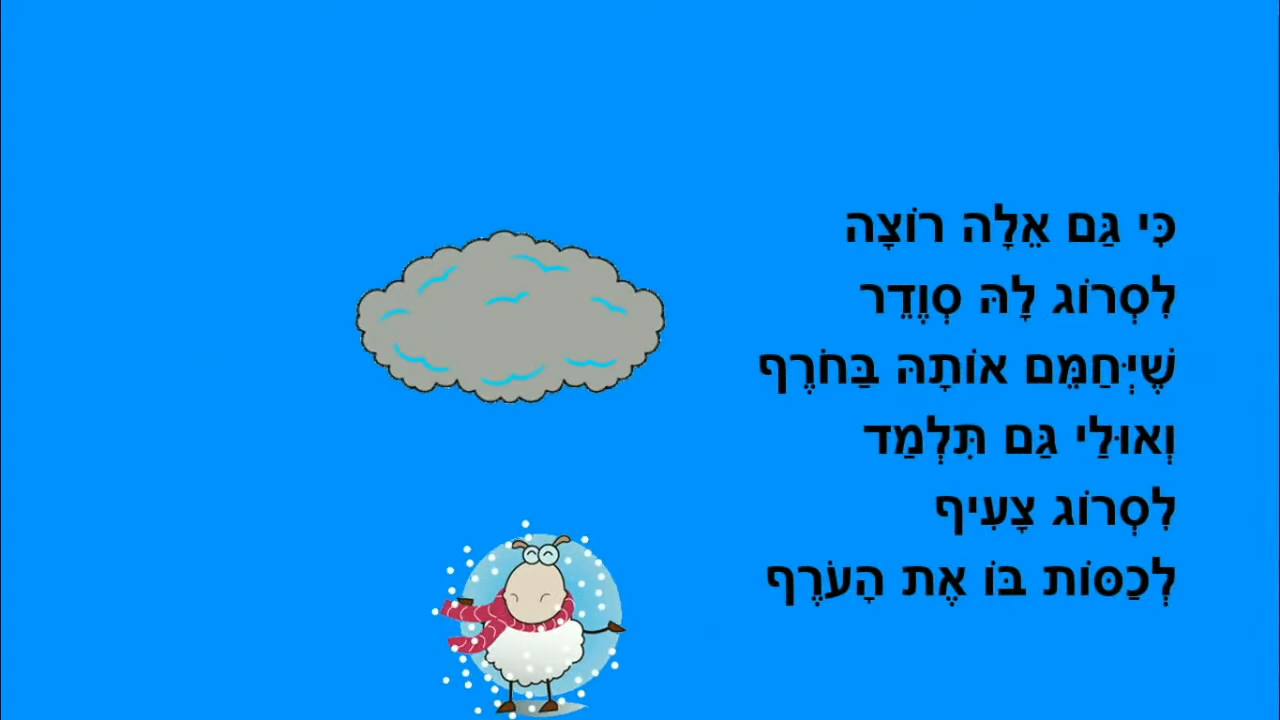 כִּי גַּם אֵלָה רוֹצָה
לִסְרוֹג לָהּ סְוֶדֵר
שֶׁיְּחַמֵּם אוֹתָהּ בַּחֹרֶף
וְאוּלַי גַּם תִּלְמַד
לִסְרוֹג צָעִיף
לְכַסּוֹת בּוֹ אֶת הָעֹרֶף